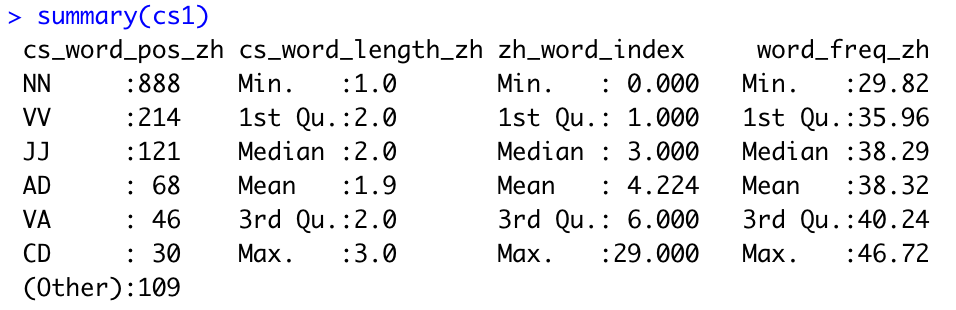 > summary(cs1)
cs_word_pos_zh cs_word_length_zh zh_word_index word_freq_zh
NN :888 Min. :1.0 Min. : 0.000 Min. :29.82
VV :214 1st Qu.:2.0 1st Qu.: 1.000 1st Qu.:35.96
JJ :121 Median :2.0 Median : 3.000 Median :38.29
AD : 68 Mean :1.9 Mean : 4.224 Mean :38.32
VA : 46 3rd Qu.:2.0 3rd Qu.: 6.000 3rd Qu.:40.24
CD : 30 Max. :3.0 Max. :29.000 Max. :46.72
(Other):109